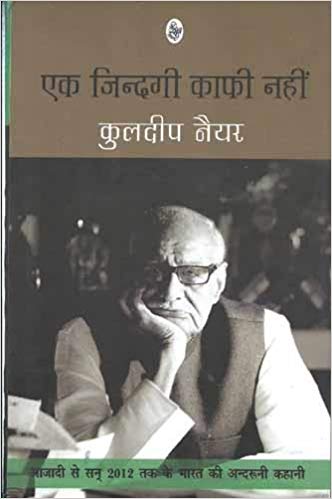 एक जिन्दगी काफी नहीं
कुलदीप नैयर
आजादी से सन् 2012 तक के भारत की अन्दरूनी कहानी